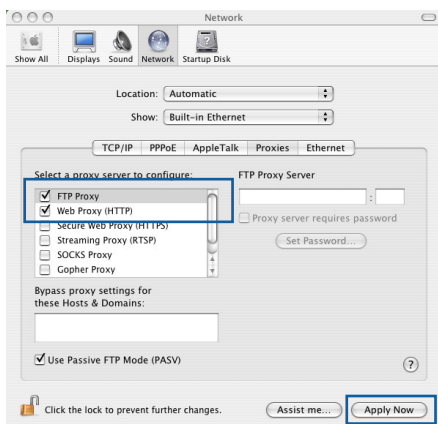 Network
Show All Displays Sound Network Startup Disk
Location: Automatic
Show: Built-in Ethernet
TCP/IP PPPoE AppleTalk Proxies Ethernet
Select a proxy server to configure:
FTP Proxy
Web Proxy (HTTP)
Secure Web Proxy (HTTPS)
Streaming Proxy (RTSP)
SOCKS Proxy
Gopher Proxy
FTP Proxy Server
:
Proxy server requires password
Set Password...
Bypass proxy settings for
these Hosts & Domains:
Use Passive FTP Mode (PASV)
?
Click the lock to prevent further changes.
Assist me...
Apply Now